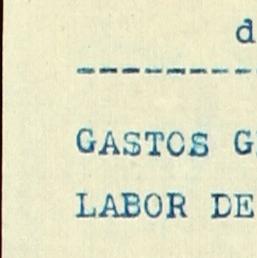 d
--------
GASTOS G
LABOR DE